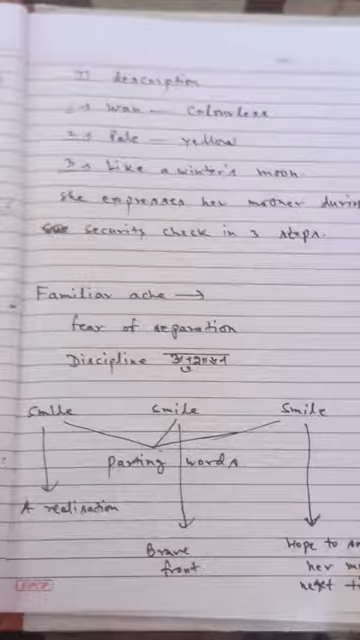 description
1→ Wan — Colourless
2→ Pale — yellow
3→ Like a winter's moon.
She expresses her mother during
security check in 3 steps.
Familiar ache →
fear of separation
Discipline अनुशासन
Smile Smile Smile
Parting words
A realisation
Brave
front
Hope to
her
next